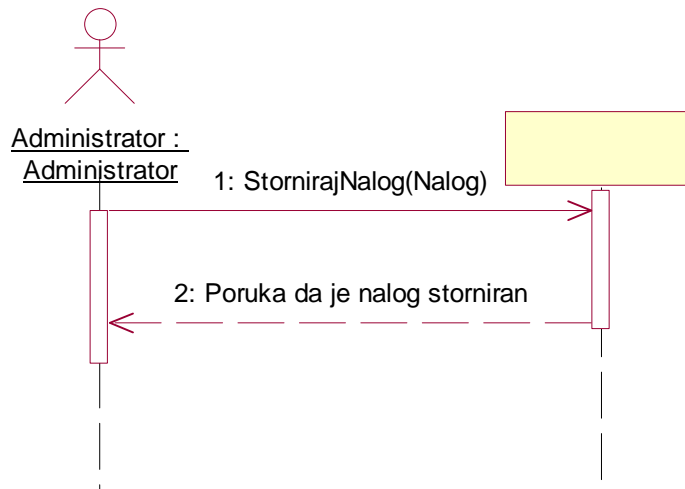 Administrator :
Administrator
1: StornirajNalog(Nalog)
2: Poruka da je nalog storniran